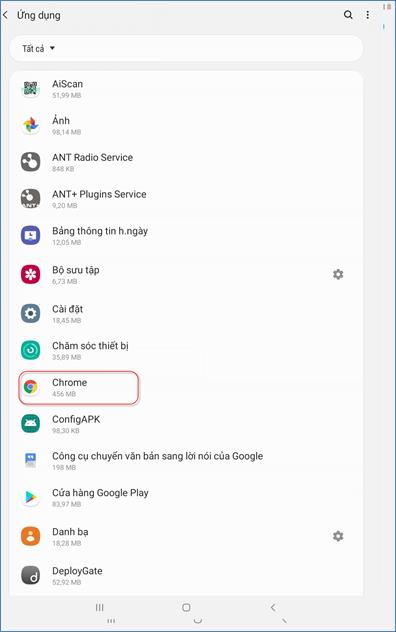 Ứng dụng
Tất cả
AiScan
51,99 MB
Ảnh
98,14 MB
ANT Radio Service
848 KB
ANT+ Plugins Service
9,20 MB
Bảng thông tin h.ngày
12,05 MB
Bộ sưu tập
6,73 MB
Cài đặt
18,45 MB
Chăm sóc thiết bị
35,89 MB
Chrome
456 MB
ConfigAPK
98,30 KB
Công cụ chuyển văn bản sang lời nói của Google
198 MB
Cửa hàng Google Play
83,97 MB
Danh bạ
18,28 MB
DeployGate
52,92 MB